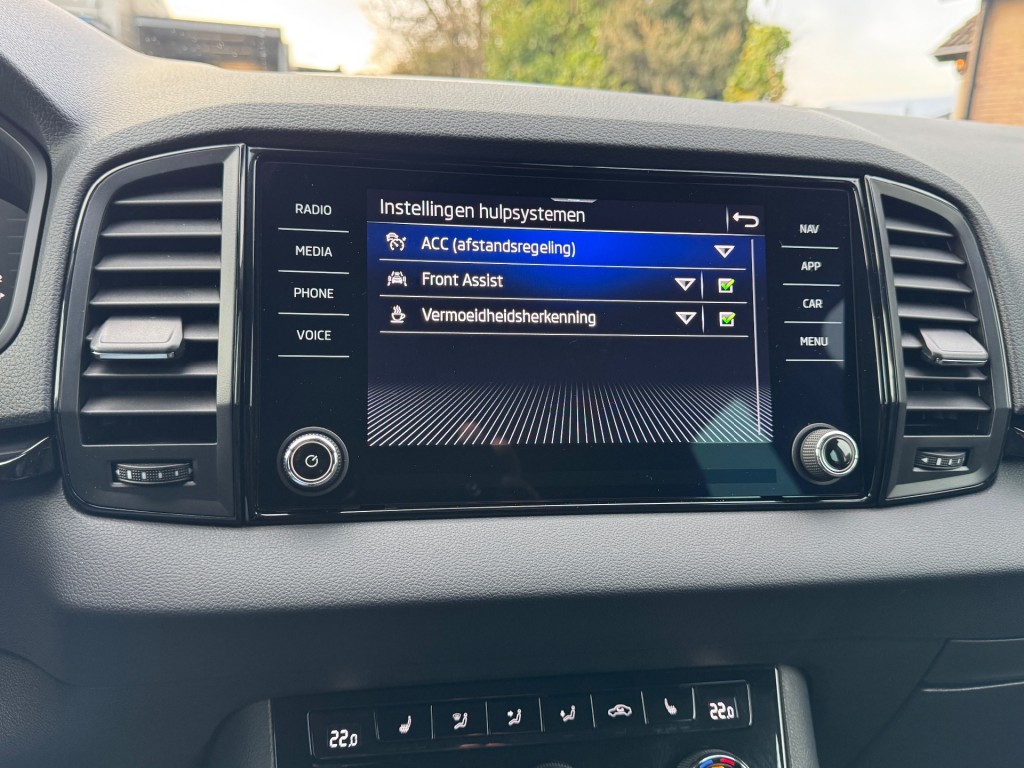 RADIO
MEDIA
PHONE
VOICE
Instellingen hulpsystemen
ACC (afstandsregeling)
Front Assist
Vermoeidheidsherkenning
NAV
APP
CAR
MENU
22.0
22.0